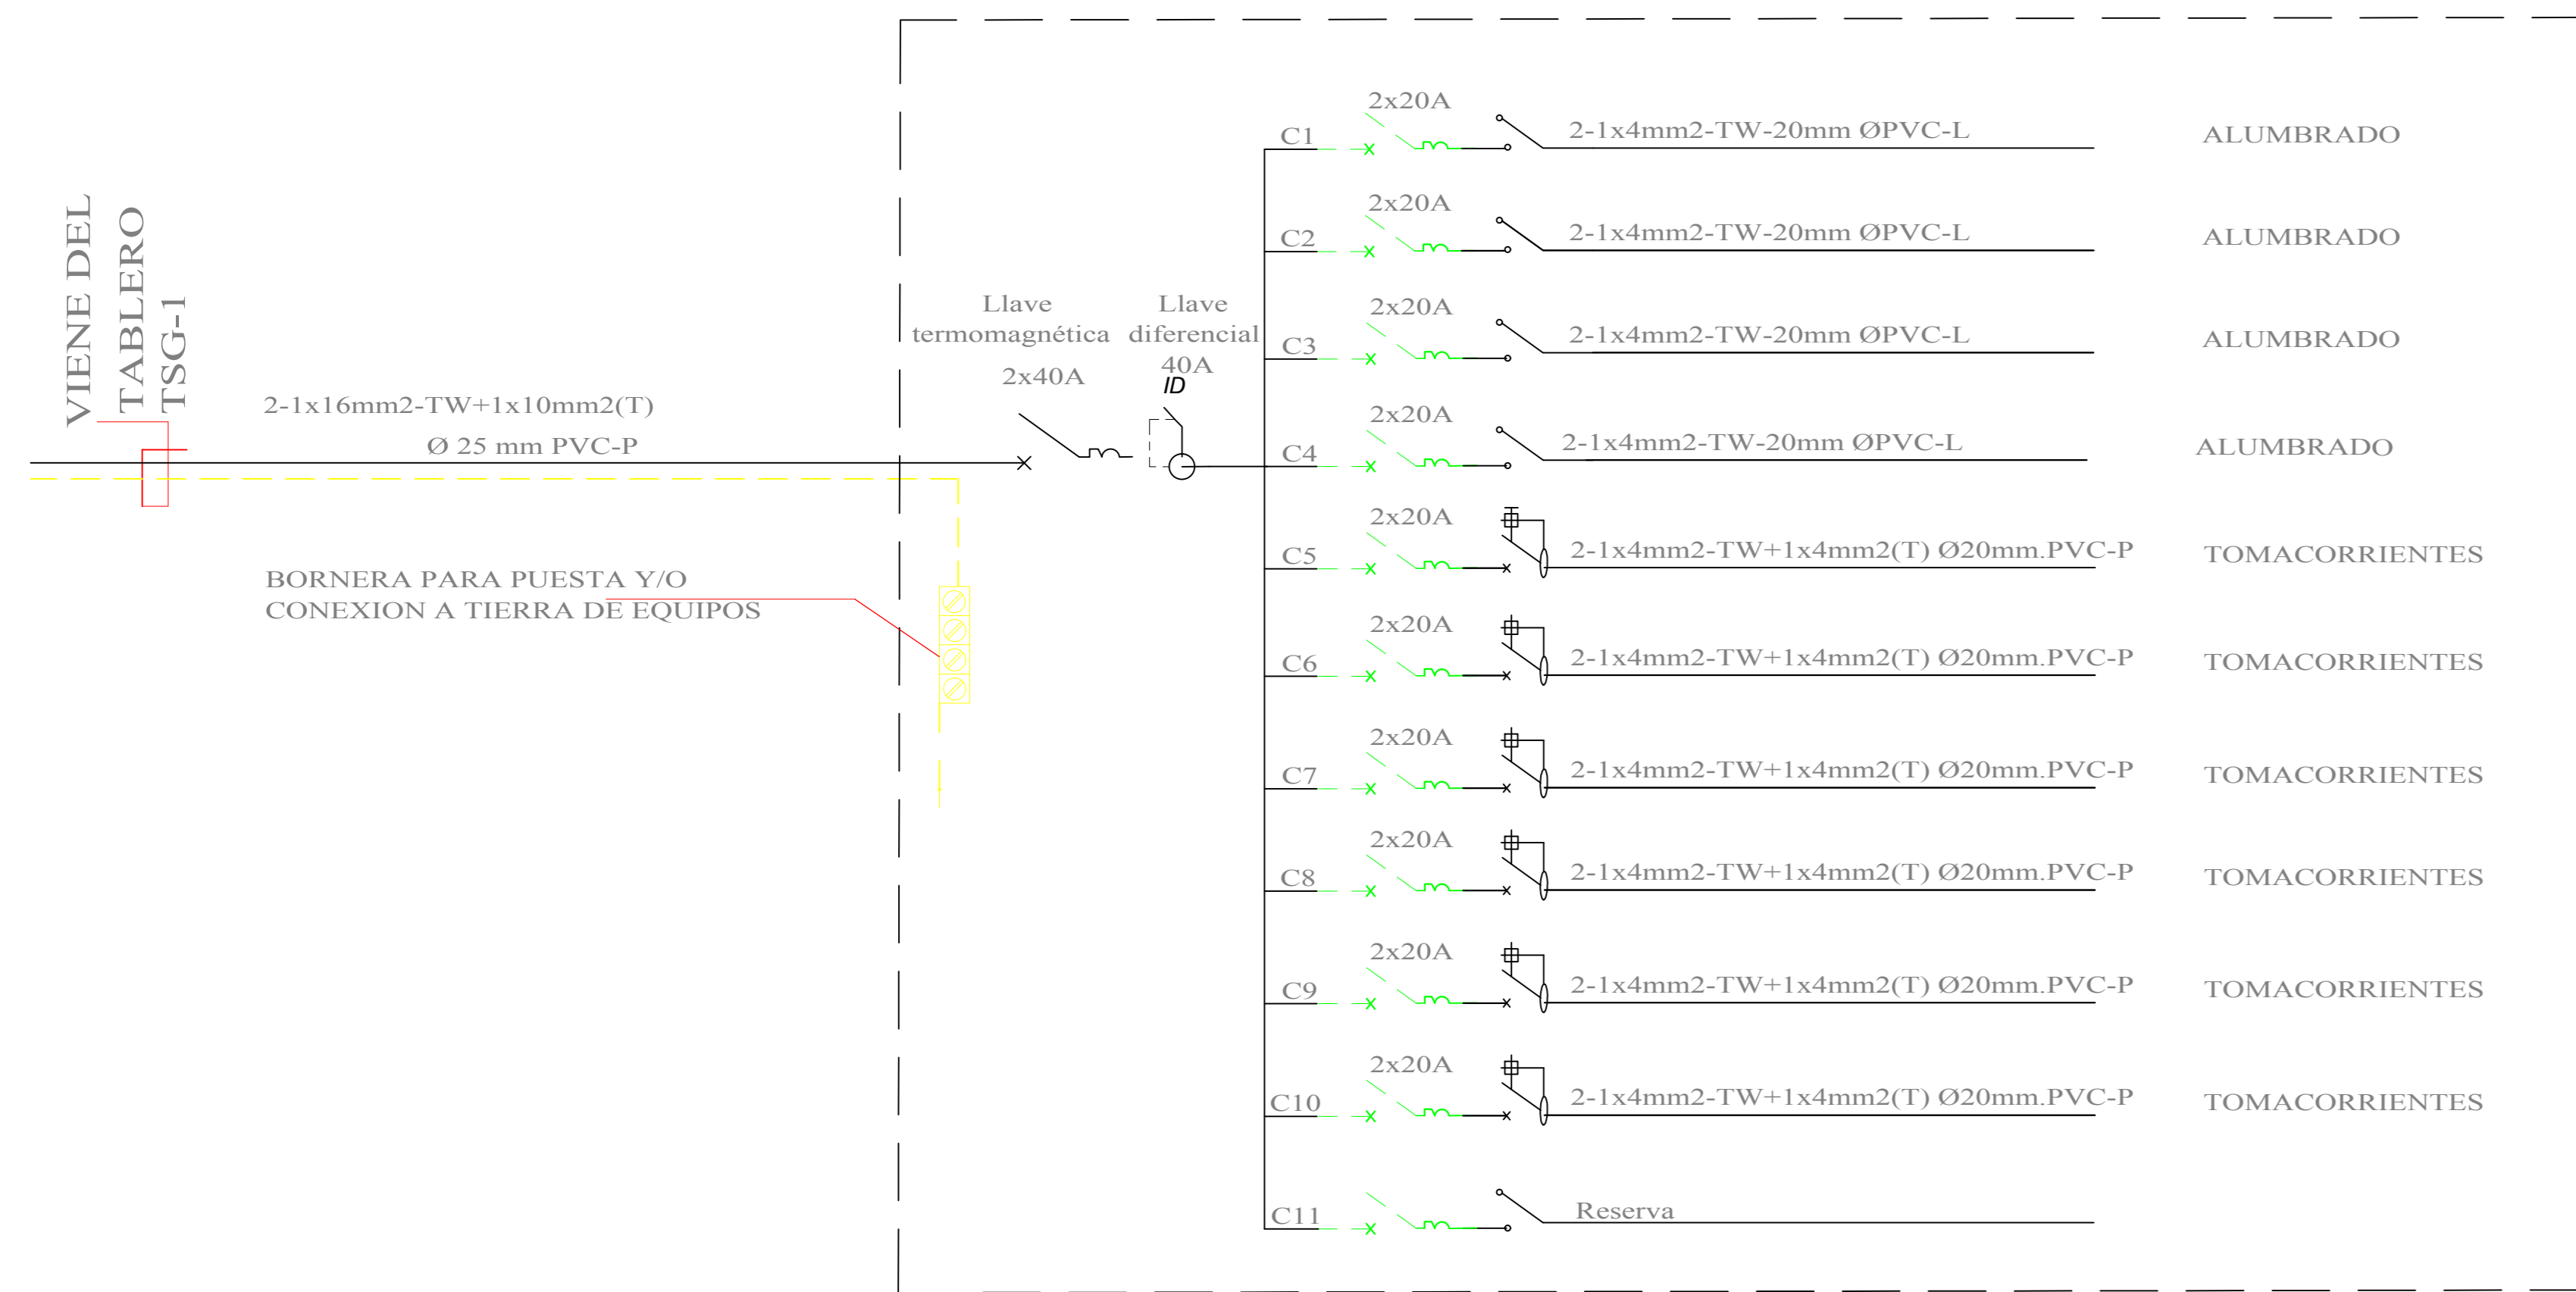 VIENE DEL
TABLERO
TSG-1
2-1x16mm2-TW+1x10mm2(T)
Ø 25 mm PVC-P
BORNERA PARA PUESTA Y/O
CONEXION A TIERRA DE EQUIPOS
Llave
termomagnética
2x40A
Llave
diferencial
40A
ID
C1 2x20A 2-1x4mm2-TW-20mm ØPVC-L ALUMBRADO
C2 2x20A 2-1x4mm2-TW-20mm ØPVC-L ALUMBRADO
C3 2x20A 2-1x4mm2-TW-20mm ØPVC-L ALUMBRADO
C4 2x20A 2-1x4mm2-TW-20mm ØPVC-L ALUMBRADO
C5 2x20A 2-1x4mm2-TW+1x4mm2(T) Ø20mm.PVC-P TOMACORRIENTES
C6 2x20A 2-1x4mm2-TW+1x4mm2(T) Ø20mm.PVC-P TOMACORRIENTES
C7 2x20A 2-1x4mm2-TW+1x4mm2(T) Ø20mm.PVC-P TOMACORRIENTES
C8 2x20A 2-1x4mm2-TW+1x4mm2(T) Ø20mm.PVC-P TOMACORRIENTES
C9 2x20A 2-1x4mm2-TW+1x4mm2(T) Ø20mm.PVC-P TOMACORRIENTES
C10 2x20A 2-1x4mm2-TW+1x4mm2(T) Ø20mm.PVC-P TOMACORRIENTES
C11 Reserva